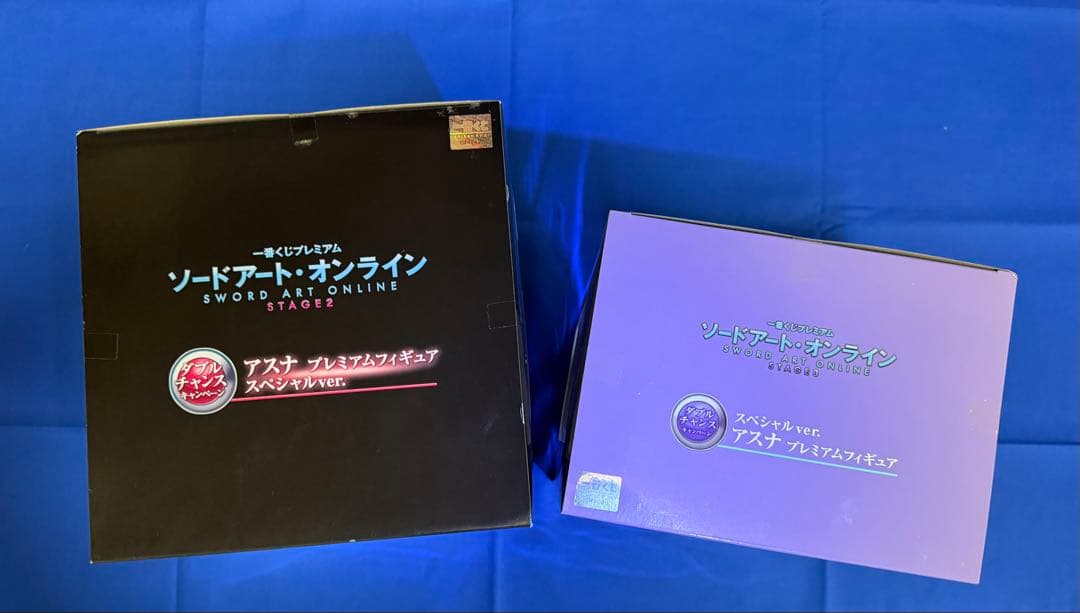 一番くじプレミアム
ソードアート・オンライン
SWORD ART ONLINE
STAGE2
ダブル
チャンス
キャンペーン
アスナ プレミアムフィギュア
スペシャルver.
一番くじプレミアム
ソードアート・オンライン
SWORD ART ONLINE
STAGE3
ダブル
チャンス
キャンペーン
スペシャルver.
アスナ プレミアムフィギュア
一番くじ